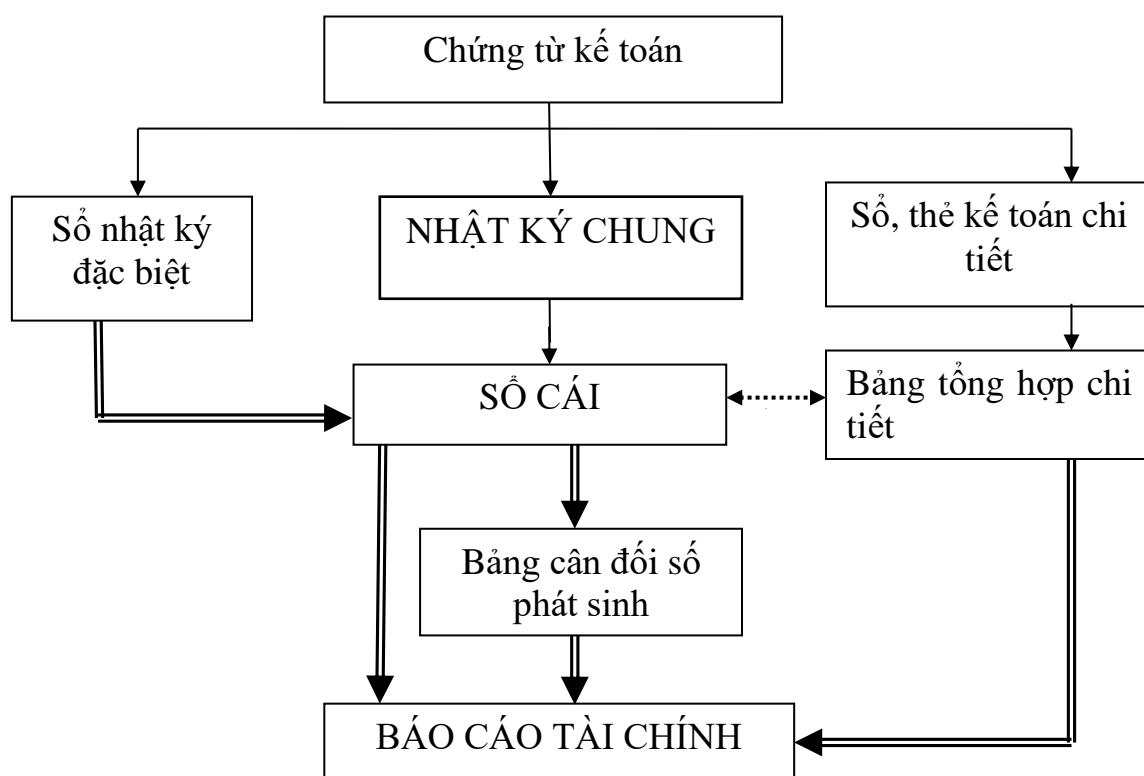 Chứng từ kế toán
Sổ nhật ký
đặc biệt
NHẬT KÝ CHUNG
Sổ, thẻ kế toán chi
tiết
SỔ CÁI
Bảng tổng hợp chi
tiết
Bảng cân đối số
phát sinh
BÁO CÁO TÀI CHÍNH